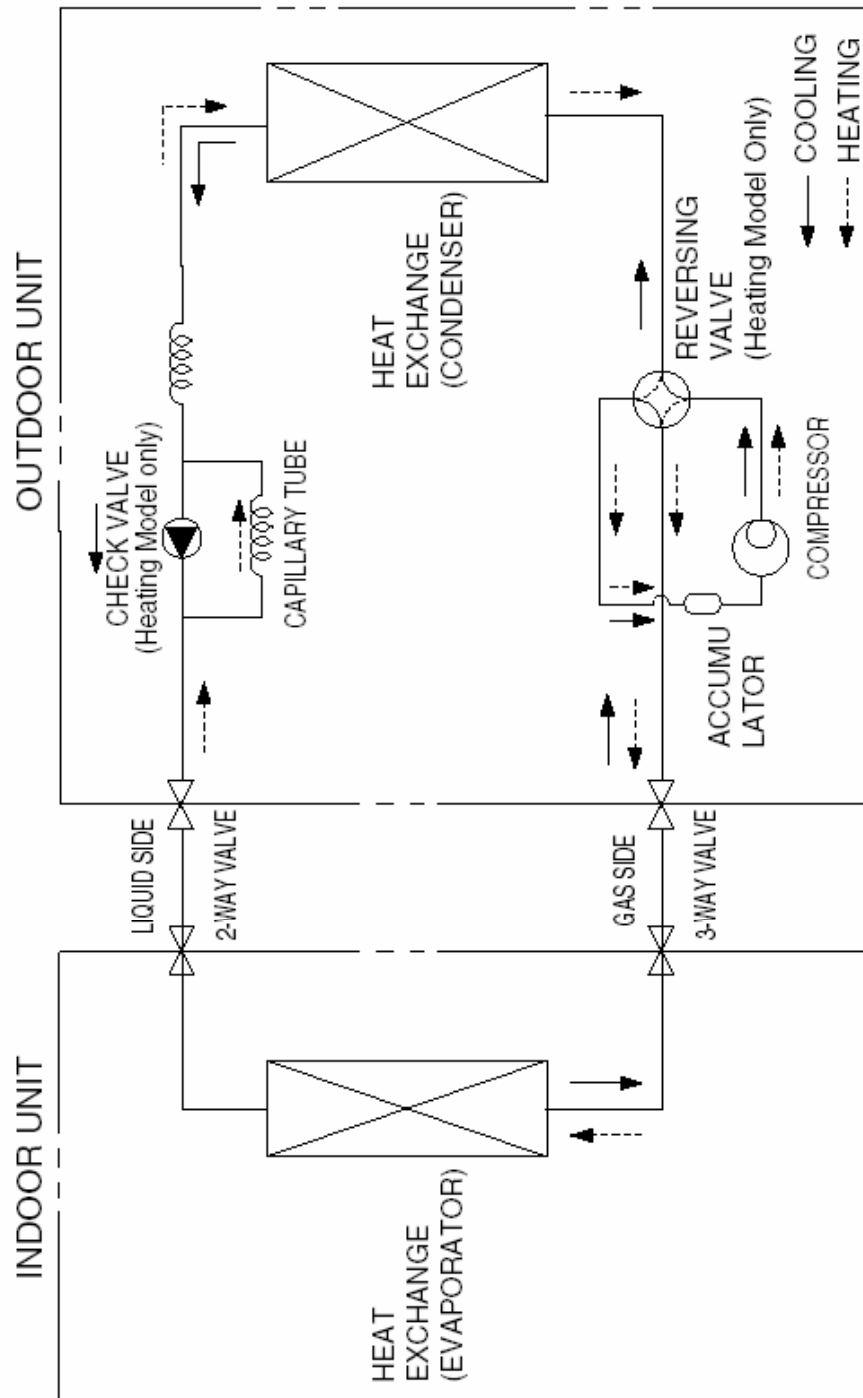 INDOOR UNIT
OUTDOOR UNIT
LIQUID SIDE
2-WAY VALVE
CHECK VALVE
(Heating Model only)
CAPILLARY TUBE
HEAT
EXCHANGE
(EVAPORATOR)
HEAT
EXCHANGE
(CONDENSER)
GAS SIDE
3-WAY VALVE
ACCUMU
LATOR
COMPRESSOR
REVERSING
VALVE
(Heating Model Only)
COOLING
HEATING